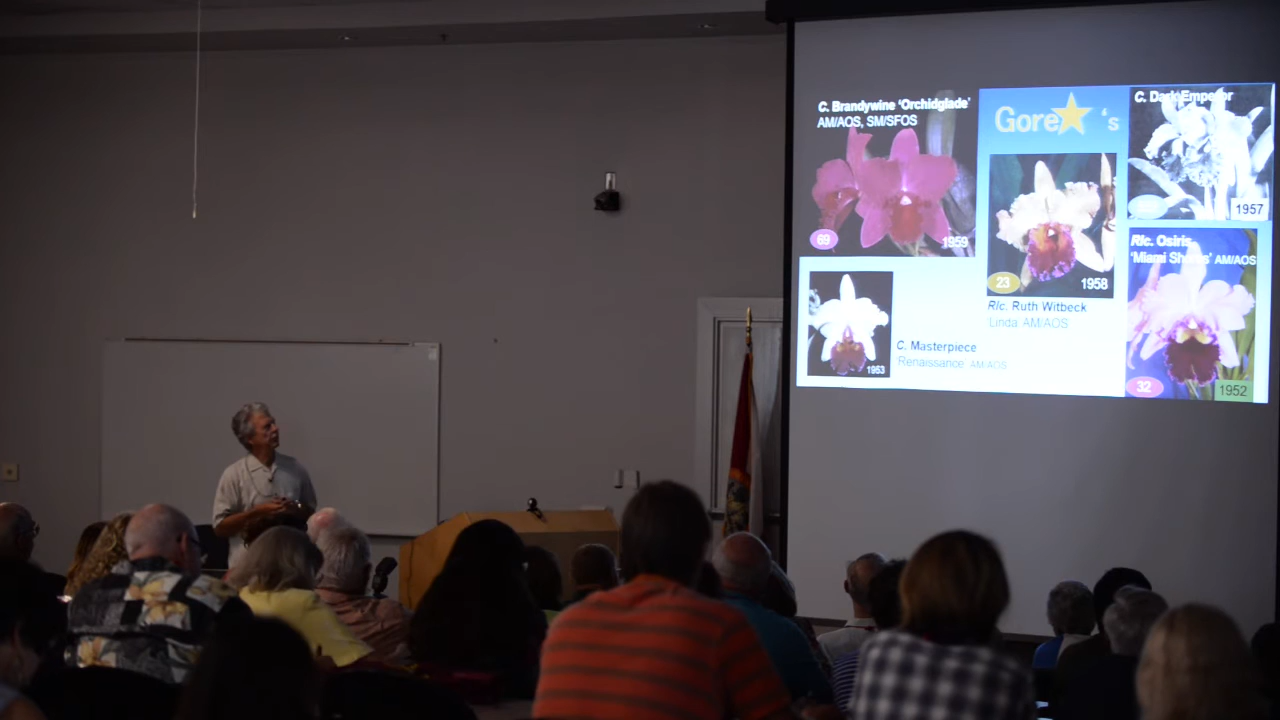 C. Brandywine 'Orchidglade'
AM/AOS, SM/SFOS
69
1959
Gore 's
23
1958
Rlc. Ruth Witbeck
'Linda' AM/AOS
C. Dark Emperor
1957
Rlc. Osiris
'Miami Shores' AM/AOS
32
1952
1953
C. Masterpiece
'Renaissance' AM/AOS